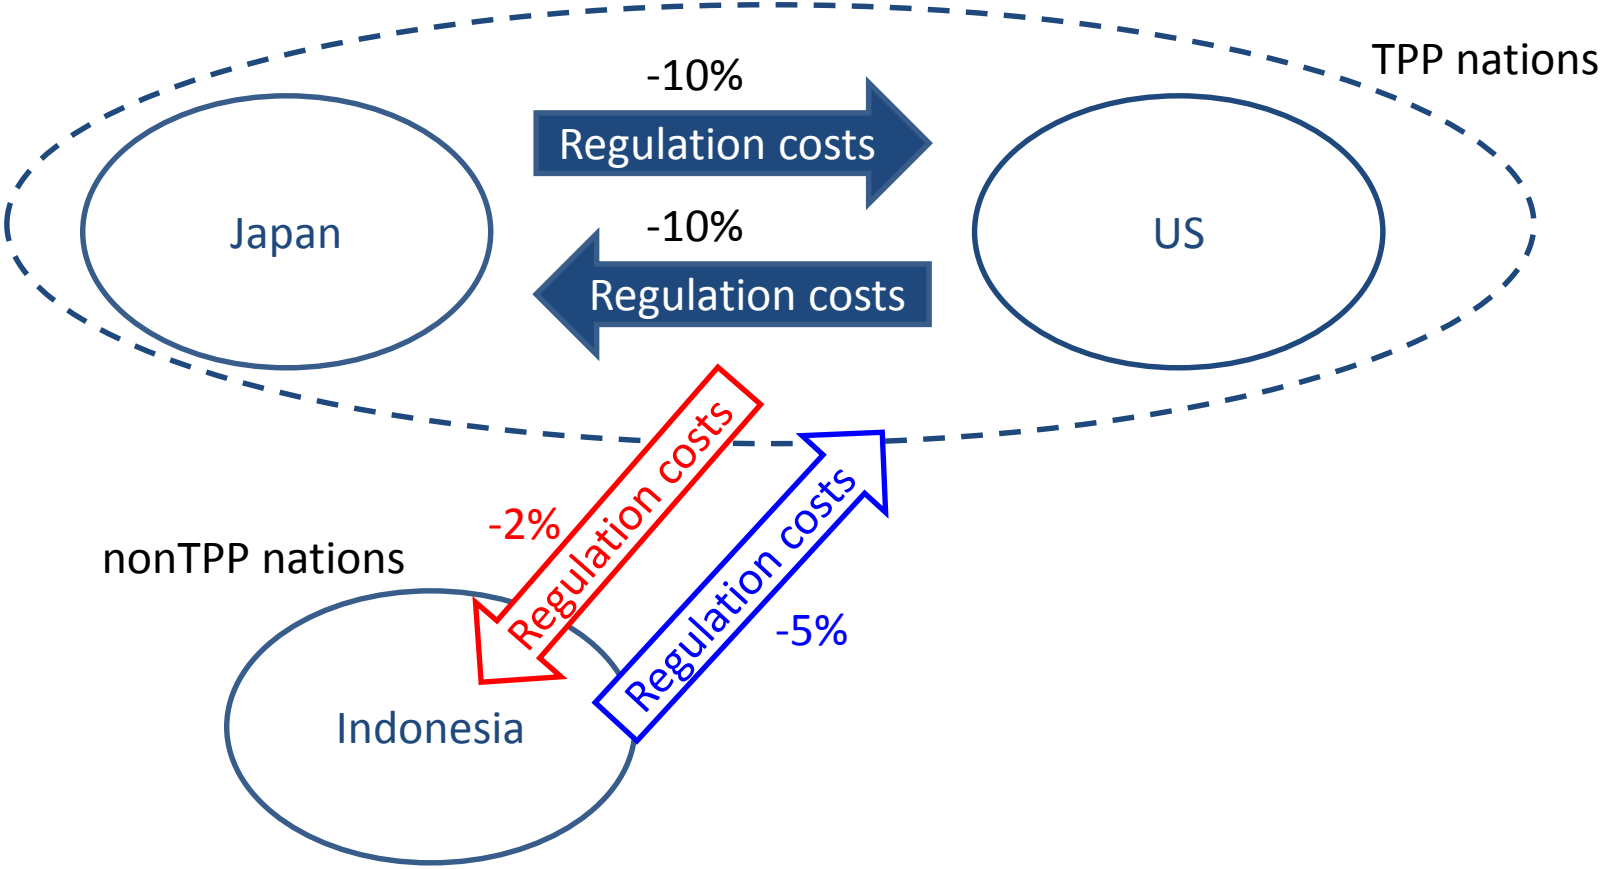 TPP nations
-10%
Regulation costs
Japan
US
-10%
Regulation costs
-2%
Regulation costs
Regulation costs
-5%
nonTPP nations
Indonesia